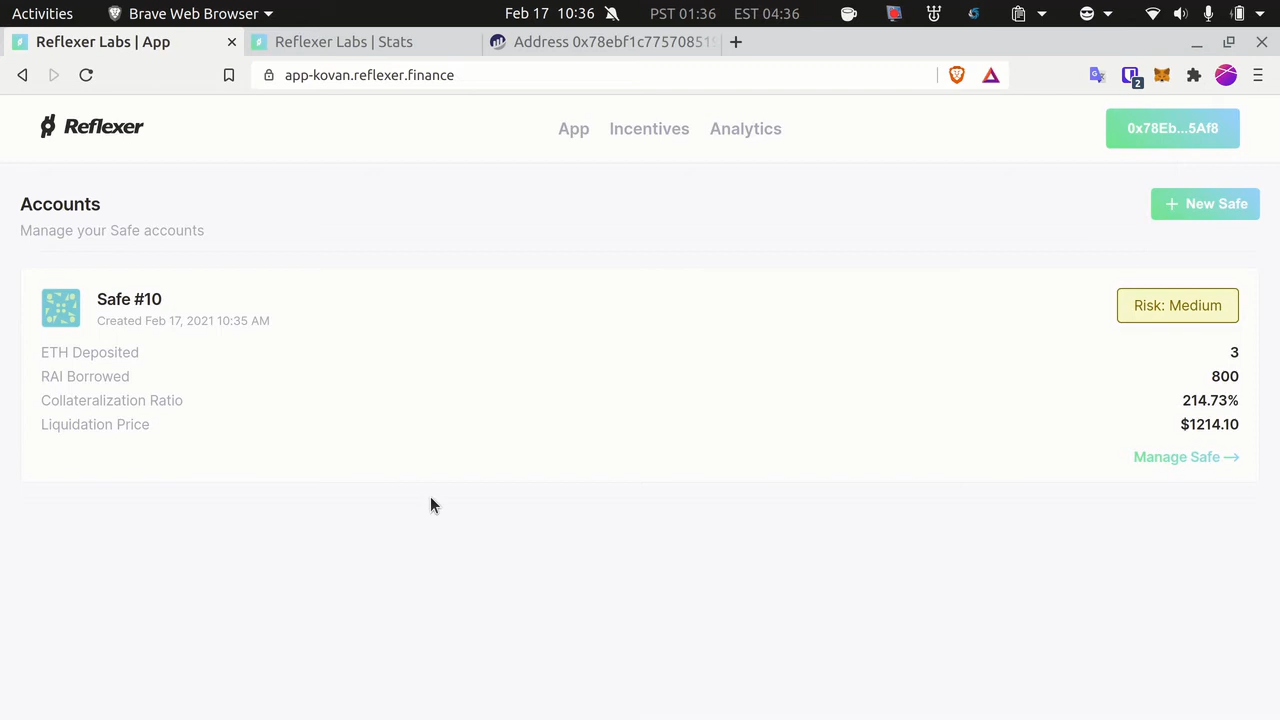 Activities Brave Web Browser Feb 17 10:36 PST 01:36 EST 04:36
Reflexer Labs | App Reflexer Labs | Stats Address 0x78ebf1c77570851
app-kovan.reflexer.finance 2
Reflexer App Incentives Analytics 0x78Eb...5Af8
Accounts + New Safe
Manage your Safe accounts
Safe #10 Risk: Medium
Created Feb 17, 2021 10:35 AM
ETH Deposited 3
RAI Borrowed 800
Collateralization Ratio 214.73%
Liquidation Price $1214.10
Manage Safe →